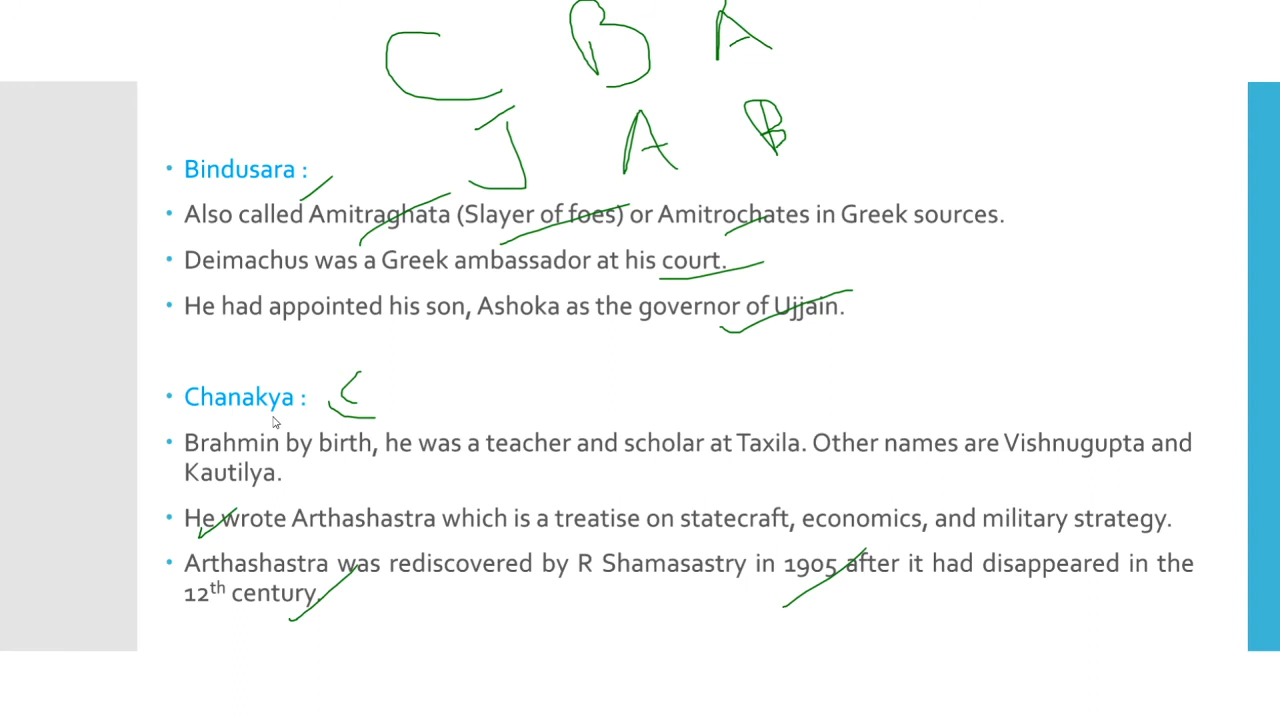 C B A
J A B
• Bindusara :
• Also called Amitraghata (Slayer of foes) or Amitrochates in Greek sources.
• Deimachus was a Greek ambassador at his court.
• He had appointed his son, Ashoka as the governor of Ujjain.
• Chanakya :
• Brahmin by birth, he was a teacher and scholar at Taxila. Other names are Vishnugupta and
Kautilya.
• He wrote Arthashastra which is a treatise on statecraft, economics, and military strategy.
• Arthashastra was rediscovered by R Shamasastry in 1905 after it had disappeared in the
12th century.